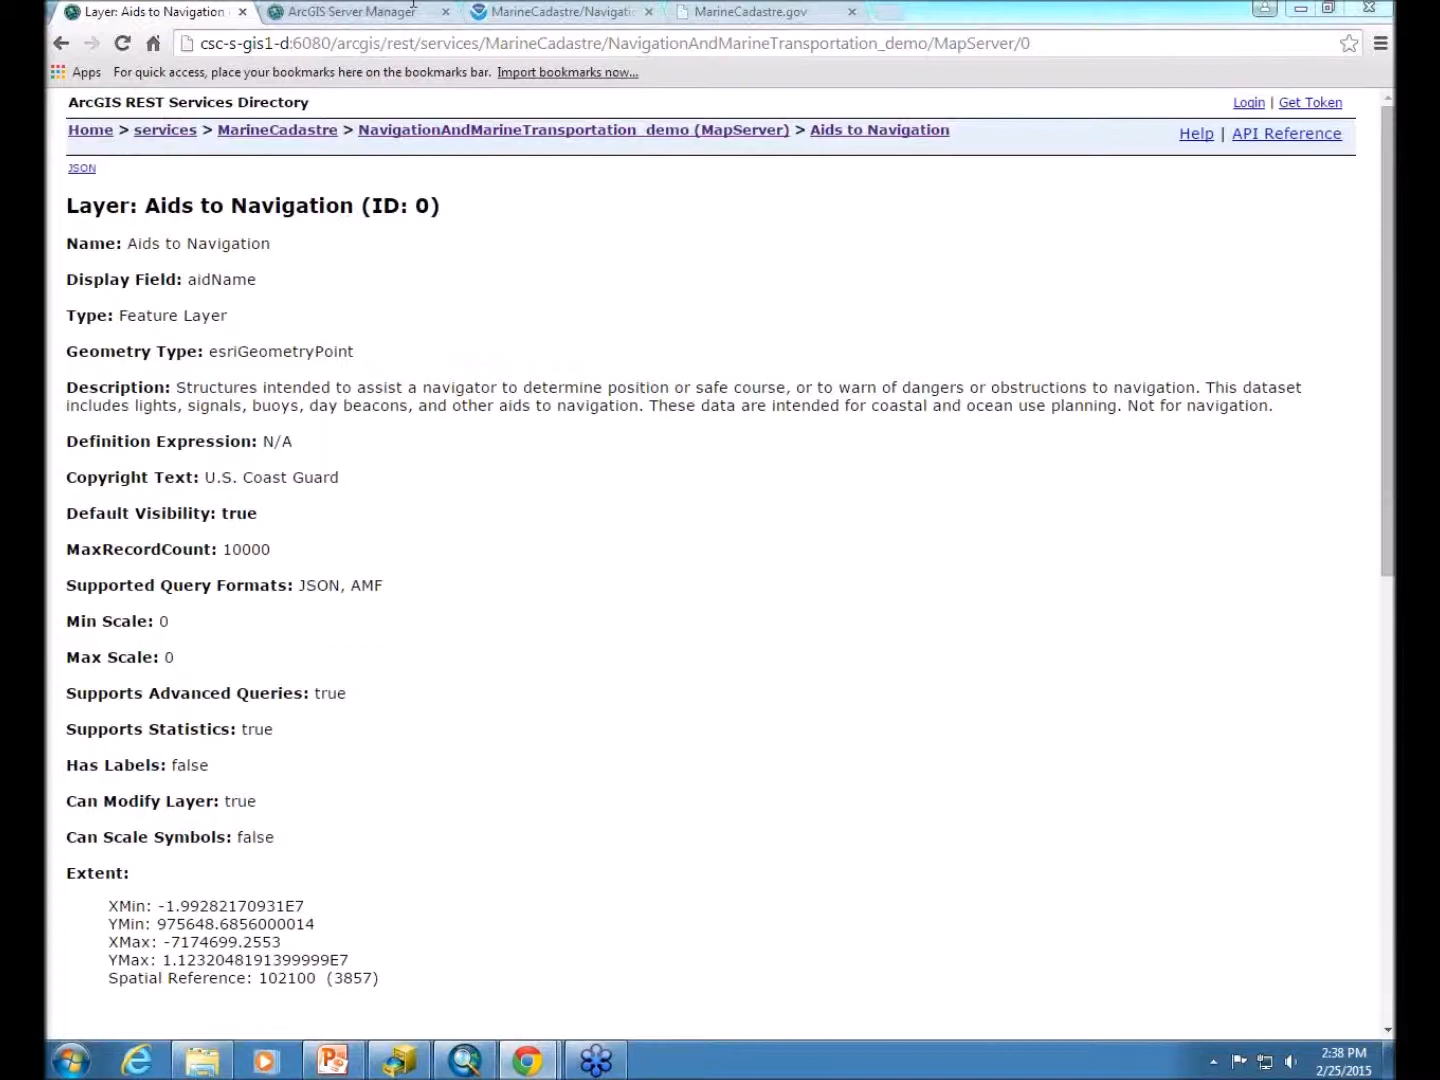 Layer: Aids to Navigation
ArcGIS Server Manager
MarineCadastre/Navigati
MarineCadastre.gov
csc-s-gis1-d:6080/arcgis/rest/services/MarineCadastre/NavigationAndMarineTransportation_demo/MapServer/0
Apps For quick access, place your bookmarks here on the bookmarks bar. Import bookmarks now...
ArcGIS REST Services Directory
Login | Get Token
Home > services > MarineCadastre > NavigationAndMarineTransportation_demo (MapServer) > Aids to Navigation
Help | API Reference
JSON
Layer: Aids to Navigation (ID: 0)
Name: Aids to Navigation
Display Field: aidName
Type: Feature Layer
Geometry Type: esriGeometryPoint
Description: Structures intended to assist a navigator to determine position or safe course, or to warn of dangers or obstructions to navigation. This dataset
includes lights, signals, buoys, day beacons, and other aids to navigation. These data are intended for coastal and ocean use planning. Not for navigation.
Definition Expression: N/A
Copyright Text: U.S. Coast Guard
Default Visibility: true
MaxRecordCount: 10000
Supported Query Formats: JSON, AMF
Min Scale: 0
Max Scale: 0
Supports Advanced Queries: true
Supports Statistics: true
Has Labels: false
Can Modify Layer: true
Can Scale Symbols: false
Extent:
XMin: -1.99282170931E7
YMin: 975648.6856000014
XMax: -7174699.2553
YMax: 1.1232048191399999E7
Spatial Reference: 102100 (3857)
2:38 PM
2/25/2015